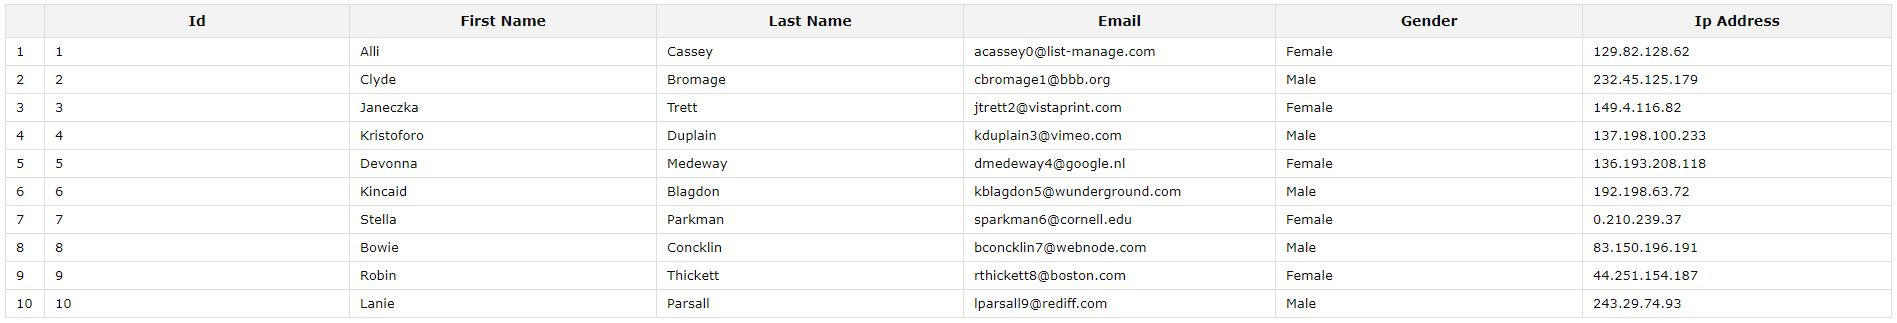 Id First Name Last Name Email Gender Ip Address
1 1 Alli Cassey acassey0@list-manage.com Female 129.82.128.62
2 2 Clyde Bromage cbromage1@bbb.org Male 232.45.125.179
3 3 Janeczka Trett jtrett2@vistaprint.com Female 149.4.116.82
4 4 Kristoforo Duplain kduplain3@vimeo.com Male 137.198.100.233
5 5 Devonna Medeway dmedeway4@google.nl Female 136.193.208.118
6 6 Kincaid Blagdon kblagdon5@wunderground.com Male 192.198.63.72
7 7 Stella Parkman sparkman6@cornell.edu Female 0.210.239.37
8 8 Bowie Concklin bconcklin7@webnode.com Male 83.150.196.191
9 9 Robin Thickett rthickett8@boston.com Female 44.251.154.187
10 10 Lanie Parsall lparsall9@rediff.com Male 243.29.74.93